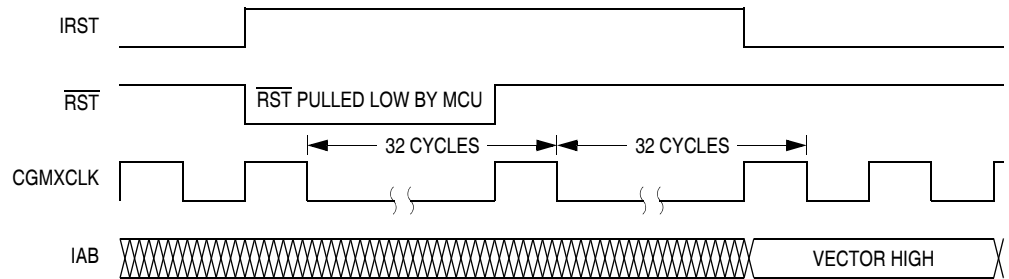 IRST
RST
RST PULLED LOW BY MCU
32 CYCLES
32 CYCLES
CGMXCLK
IAB
VECTOR HIGH